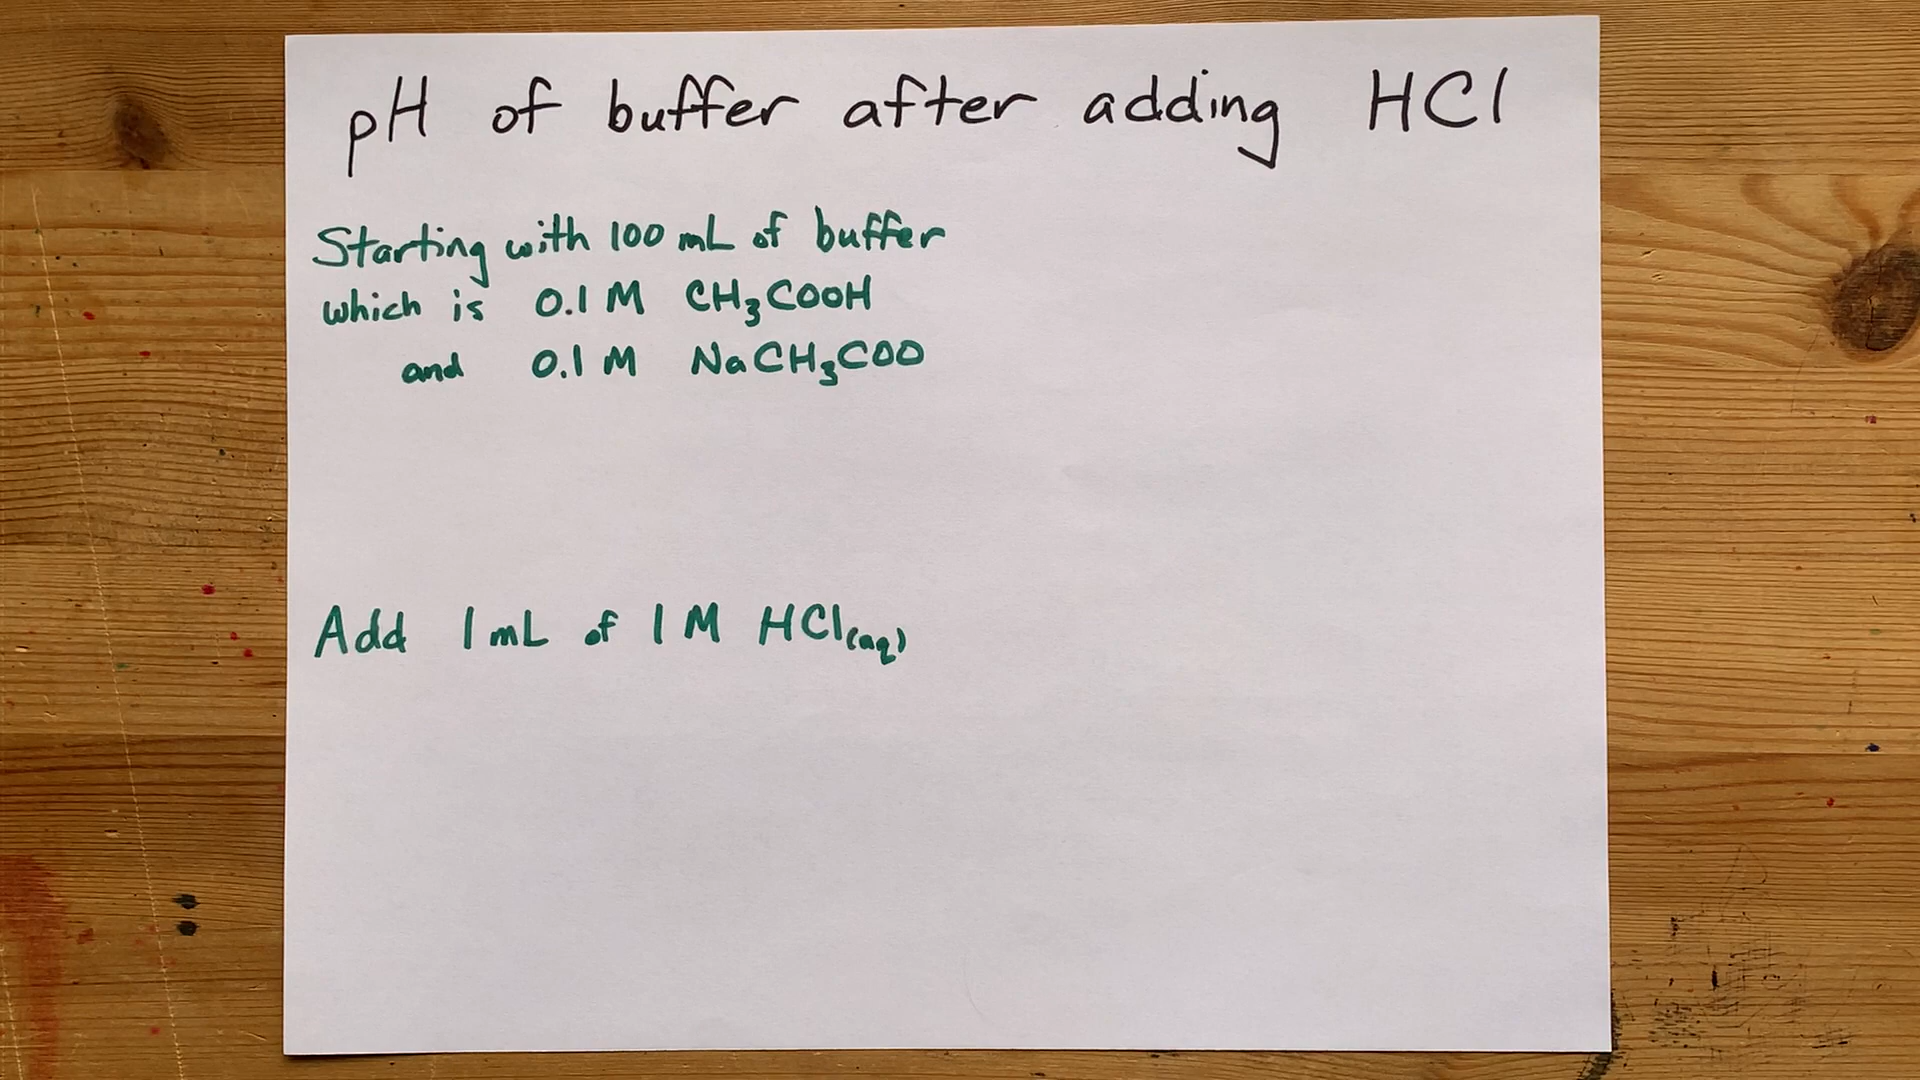 pH of buffer after adding HCl
Starting with 100 mL of buffer
which is 0.1 M CH₃COOH
and 0.1 M NaCH₃COO
Add 1 mL of 1 M HCl(aq)